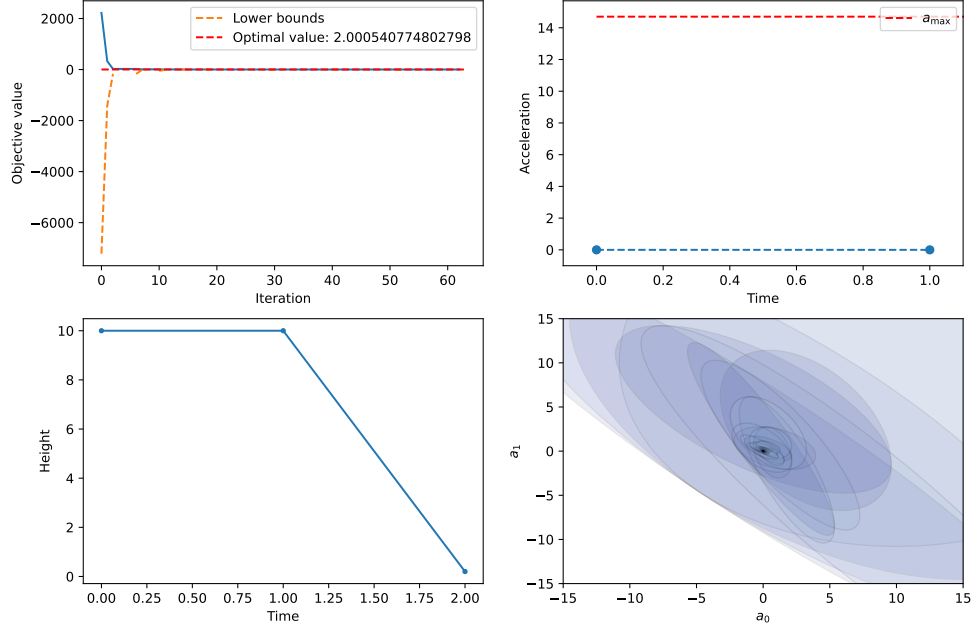 Objective value
2000
0
−2000
−4000
−6000
0 10 20 30 40 50 60
Iteration
Lower bounds
Optimal value: 2.000540774802798
Acceleration
14
12
10
8
6
4
2
0
0.0 0.2 0.4 0.6 0.8 1.0
Time
a_max
Height
10
8
6
4
2
0
0.00 0.25 0.50 0.75 1.00 1.25 1.50 1.75 2.00
Time
a_1
15
10
5
0
−5
−10
−15
−15 −10 −5 0 5 10 15
a_0